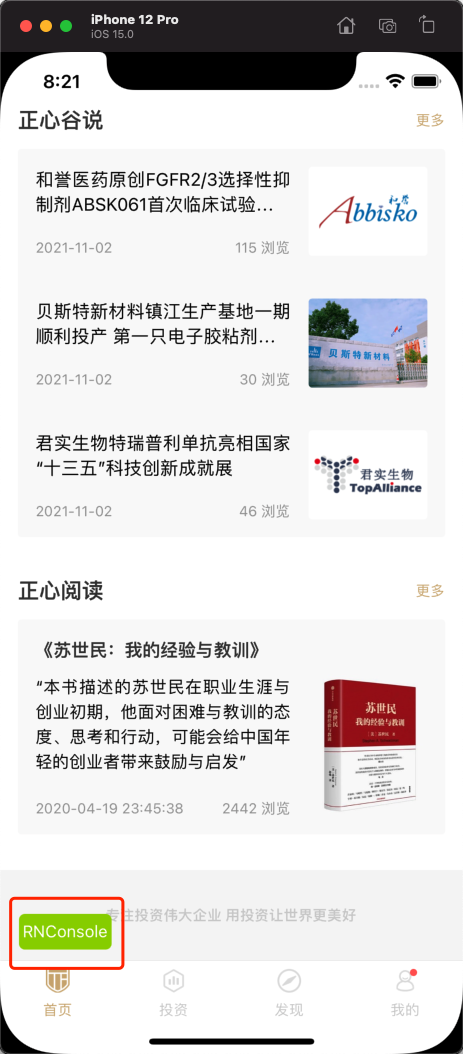 iPhone 12 Pro
iOS 15.0
8:21
正心谷说
更多
和誉医药原创FGFR2/3选择性抑
制剂ABSK061首次临床试验...
2021-11-02
115 浏览
和誉
Abbisko
贝斯特新材料镇江生产基地一期
顺利投产 第一只电子胶粘剂...
2021-11-02
30 浏览
贝斯特新材料
君实生物特瑞普利单抗亮相国家
“十三五”科技创新成就展
2021-11-02
46 浏览
君实生物
TopAlliance
正心阅读
更多
《苏世民：我的经验与教训》
“本书描述的苏世民在职业生涯与
创业初期，他面对困难与教训的态
度、思考和行动，可能会给中国年
轻的创业者带来鼓励与启发”
2020-04-19 23:45:38
2442 浏览
苏世民
我的经验与教训
专注投资伟大企业 用投资让世界更美好
RNConsole
首页
投资
发现
我的